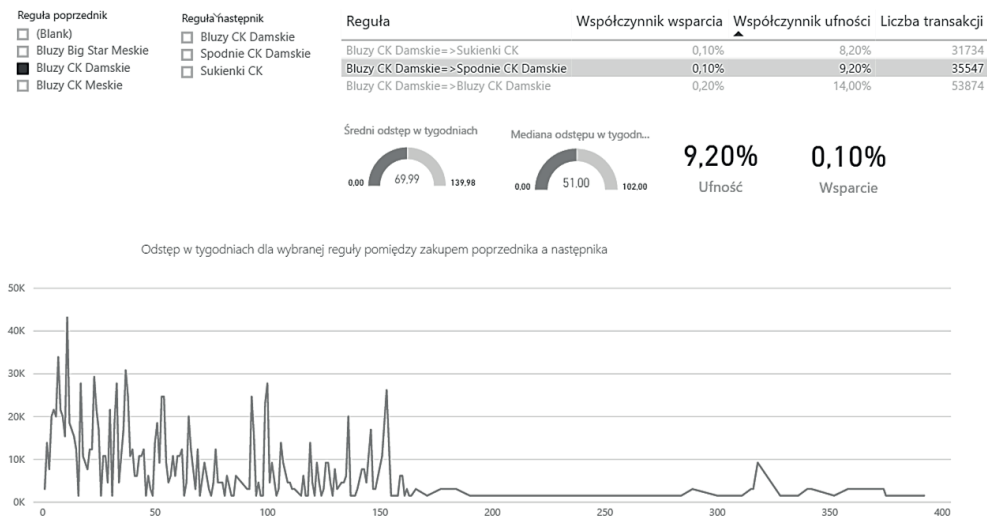 Reguła poprzednik
(Blank)
Bluzy Big Star Meskie
Bluzy CK Damskie
Bluzy CK Meskie
Reguła następnik
Bluzy CK Damskie
Spodnie CK Damskie
Sukienki CK
Reguła Współczynnik wsparcia Współczynnik ufności Liczba transakcji
Bluzy CK Damskie=>Sukienki CK 0,10% 8,20% 31734
Bluzy CK Damskie=>Spodnie CK Damskie 0,10% 9,20% 35547
Bluzy CK Damskie=>Bluzy CK Damskie 0,20% 14,00% 53874
Średni odstęp w tygodniach
0,00 69,99 139,98
Mediana odstępu w tygodn...
0,00 51,00 102,00
9,20%
Ufność
0,10%
Wsparcie
Odstęp w tygodniach dla wybranej reguły pomiędzy zakupem poprzednika a następnika
50K
40K
30K
20K
10K
0K
0 50 100 150 200 250 300 350 400